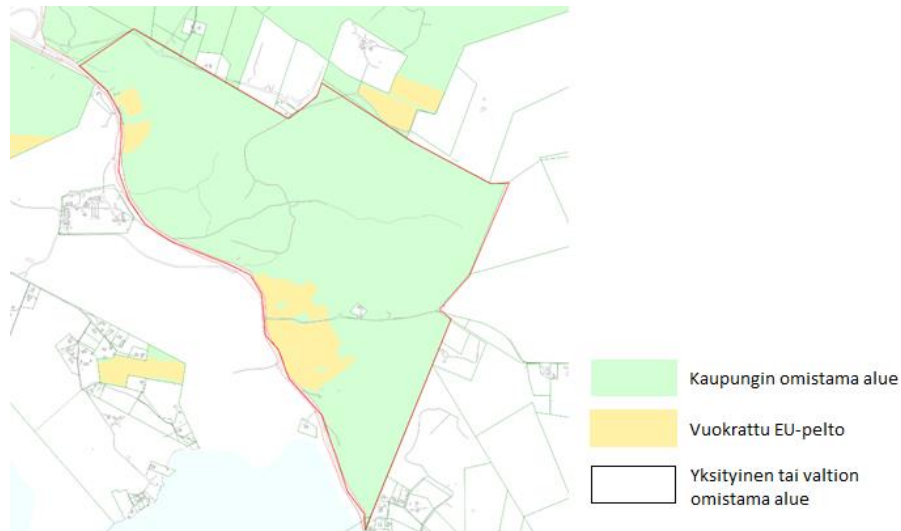 Kaupungin omistama alue
Vuokrattu EU-pelto
Yksityinen tai valtion
omistama alue